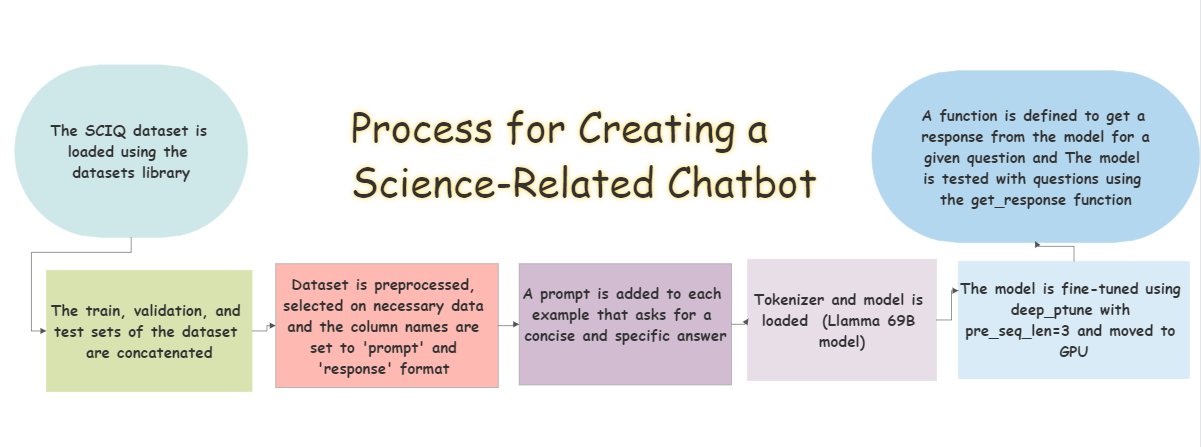 Process for Creating a
Science-Related Chatbot
The SCIQ dataset is
loaded using the
datasets library
The train, validation, and
test sets of the dataset
are concatenated
Dataset is preprocessed,
selected on necessary data
and the column names are
set to 'prompt' and
'response' format
A prompt is added to each
example that asks for a
concise and specific answer
Tokenizer and model is
loaded (Llamma 69B
model)
The model is fine-tuned using
deep_ptune with
pre_seq_len=3 and moved to
GPU
A function is defined to get a
response from the model for a
given question and The model
is tested with questions using
the get_response function